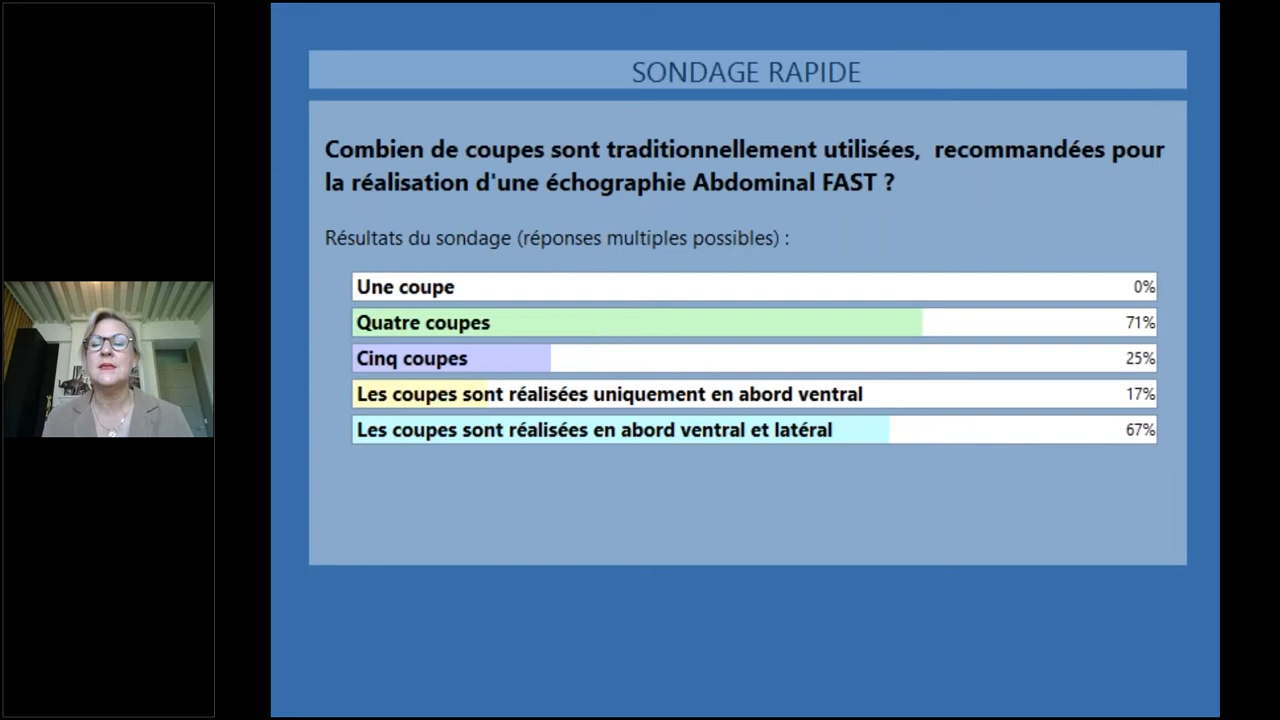 SONDAGE RAPIDE
Combien de coupes sont traditionnellement utilisées, recommandées pour
la réalisation d'une échographie Abdominal FAST ?
Résultats du sondage (réponses multiples possibles) :
Une coupe 0%
Quatre coupes 71%
Cinq coupes 25%
Les coupes sont réalisées uniquement en abord ventral 17%
Les coupes sont réalisées en abord ventral et latéral 67%